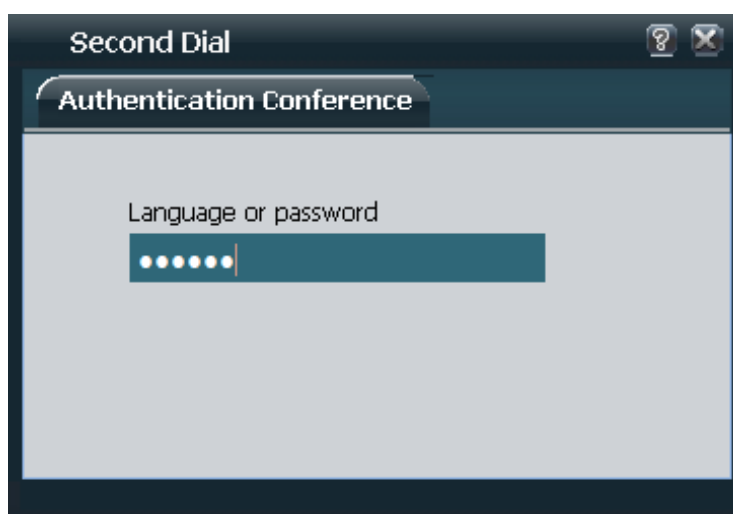 Second Dial
Authentication Conference
Language or password
●●●●●●